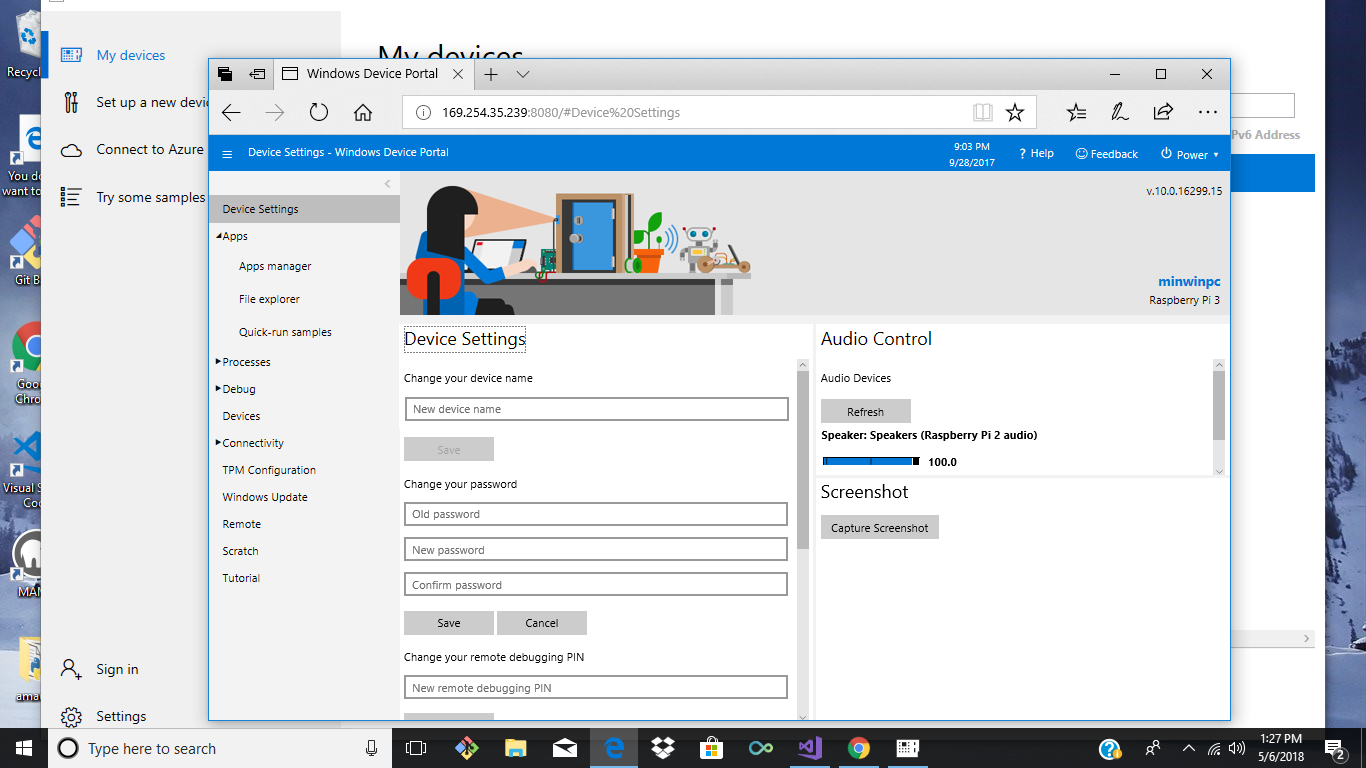 Recycl
You do
want to
Git B
Goo
Chro
Visual S
Co
MAM
ama
My devices
Set up a new devi
Connect to Azure
Try some samples
Sign in
Settings
My devices
Pv6 Address
Windows Device Portal
169.254.35.239:8080/#Device%20Settings
Device Settings - Windows Device Portal
9:03 PM
9/28/2017
? Help
Feedback
Power
Device Settings
Apps
Apps manager
File explorer
Quick-run samples
Processes
Debug
Devices
Connectivity
TPM Configuration
Windows Update
Remote
Scratch
Tutorial
v.10.0.16299.15
minwinpc
Raspberry Pi 3
Device Settings
Change your device name
New device name
Save
Change your password
Old password
New password
Confirm password
Save Cancel
Change your remote debugging PIN
New remote debugging PIN
Audio Control
Audio Devices
Refresh
Speaker: Speakers (Raspberry Pi 2 audio)
100.0
Screenshot
Capture Screenshot
Type here to search
1:27 PM
5/6/2018
2